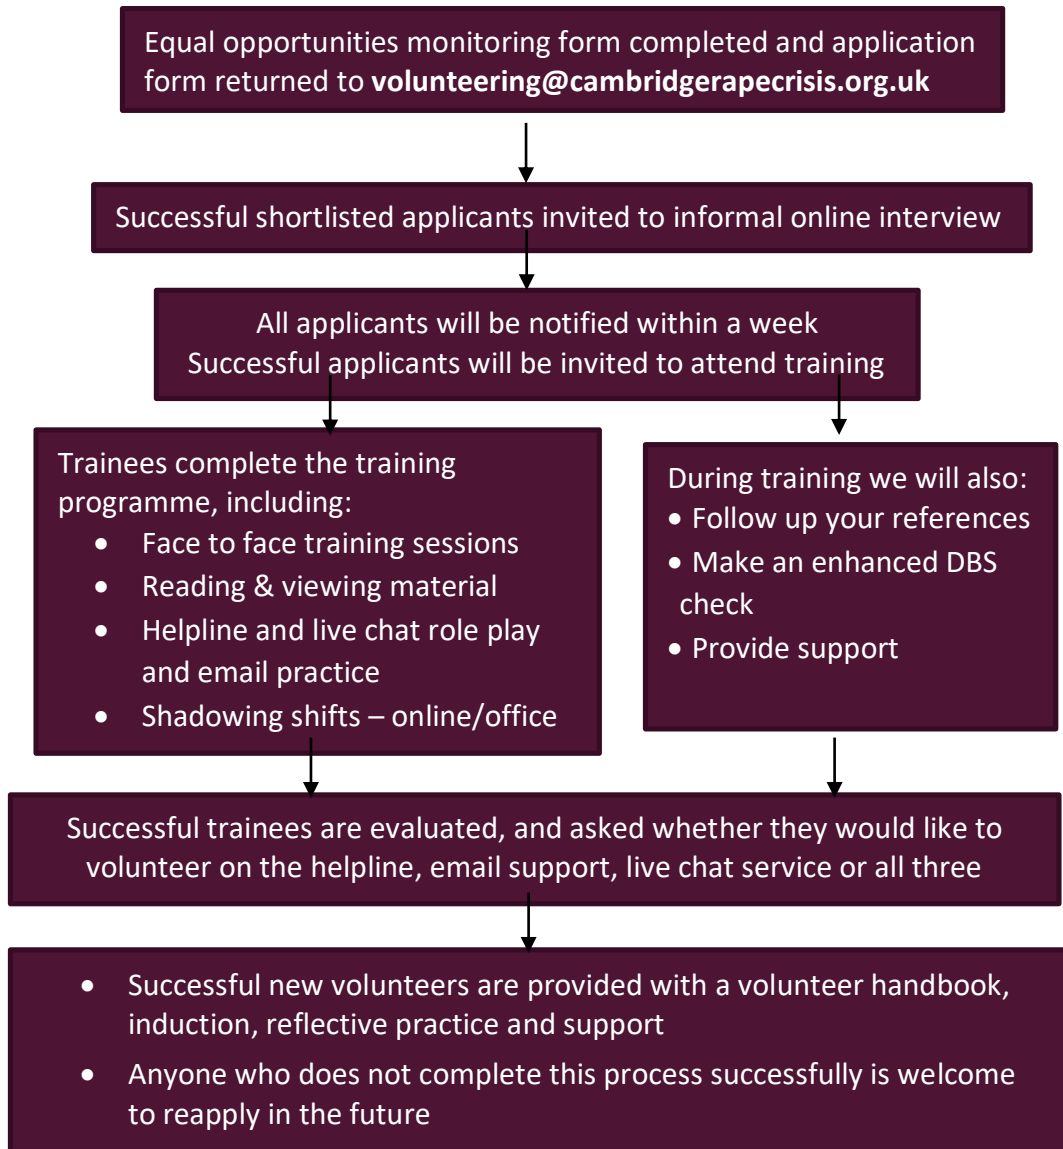 Equal opportunities monitoring form completed and application
form returned to volunteering@cambridgerapecrisis.org.uk
Successful shortlisted applicants invited to informal online interview
All applicants will be notified within a week
Successful applicants will be invited to attend training
Trainees complete the training
programme, including:
• Face to face training sessions
• Reading & viewing material
• Helpline and live chat role play
and email practice
• Shadowing shifts – online/office
During training we will also:
• Follow up your references
• Make an enhanced DBS
check
• Provide support
Successful trainees are evaluated, and asked whether they would like to
volunteer on the helpline, email support, live chat service or all three
• Successful new volunteers are provided with a volunteer handbook,
induction, reflective practice and support
• Anyone who does not complete this process successfully is welcome
to reapply in the future